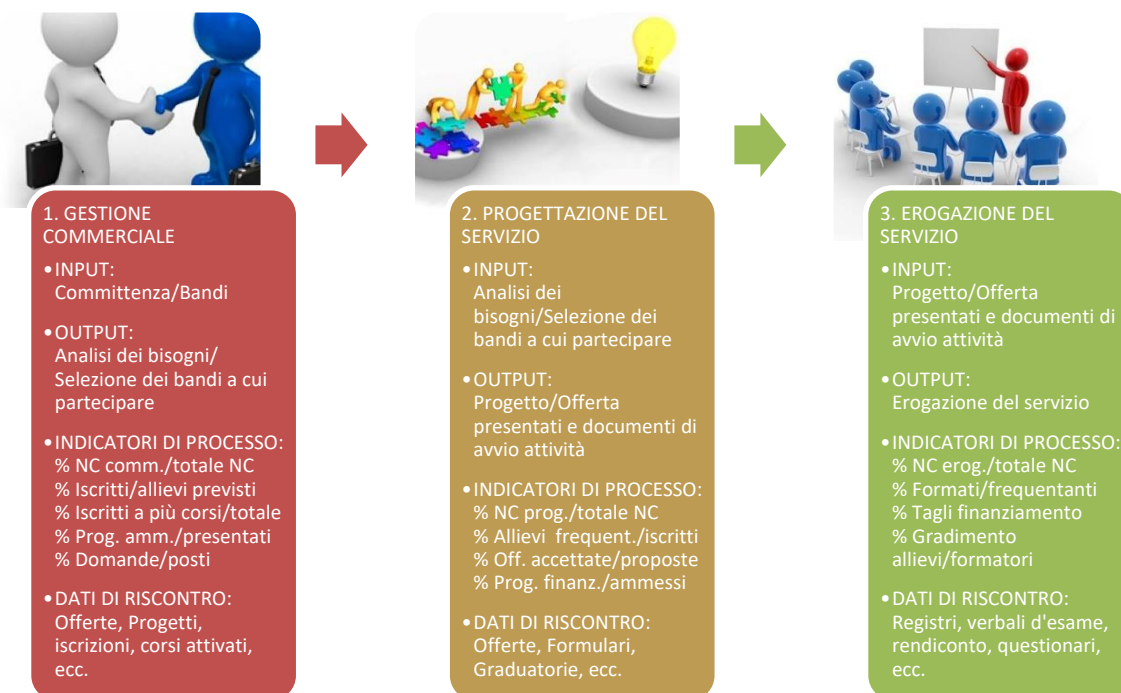 1. GESTIONE
COMMERCIALE
•INPUT:
Committenza/Bandi
•OUTPUT:
Analisi dei bisogni/
Selezione dei bandi a cui
partecipare
•INDICATORI DI PROCESSO:
% NC comm./totale NC
% Iscritti/allievi previsti
% Iscritti a più corsi/totale
% Prog. amm./presentati
% Domande/posti
•DATI DI RISCONTRO:
Offerte, Progetti,
iscrizioni, corsi attivati,
ecc.
2. PROGETTAZIONE DEL
SERVIZIO
•INPUT:
Analisi dei
bisogni/Selezione dei
bandi a cui partecipare
•OUTPUT:
Progetto/Offerta
presentati e documenti di
avvio attività
•INDICATORI DI PROCESSO:
% NC prog./totale NC
% Allievi frequent./iscritti
% Off. accettate/proposte
% Prog. finanz./ammessi
•DATI DI RISCONTRO:
Offerte, Formulari,
Graduatorie, ecc.
3. EROGAZIONE DEL
SERVIZIO
•INPUT:
Progetto/Offerta
presentati e documenti di
avvio attività
•OUTPUT:
Erogazione del servizio
•INDICATORI DI PROCESSO:
% NC erog./totale NC
% Formati/frequentanti
% Tagli finanziamento
% Gradimento
allievi/formatori
•DATI DI RISCONTRO:
Registri, verbali d'esame,
rendiconto, questionari,
ecc.